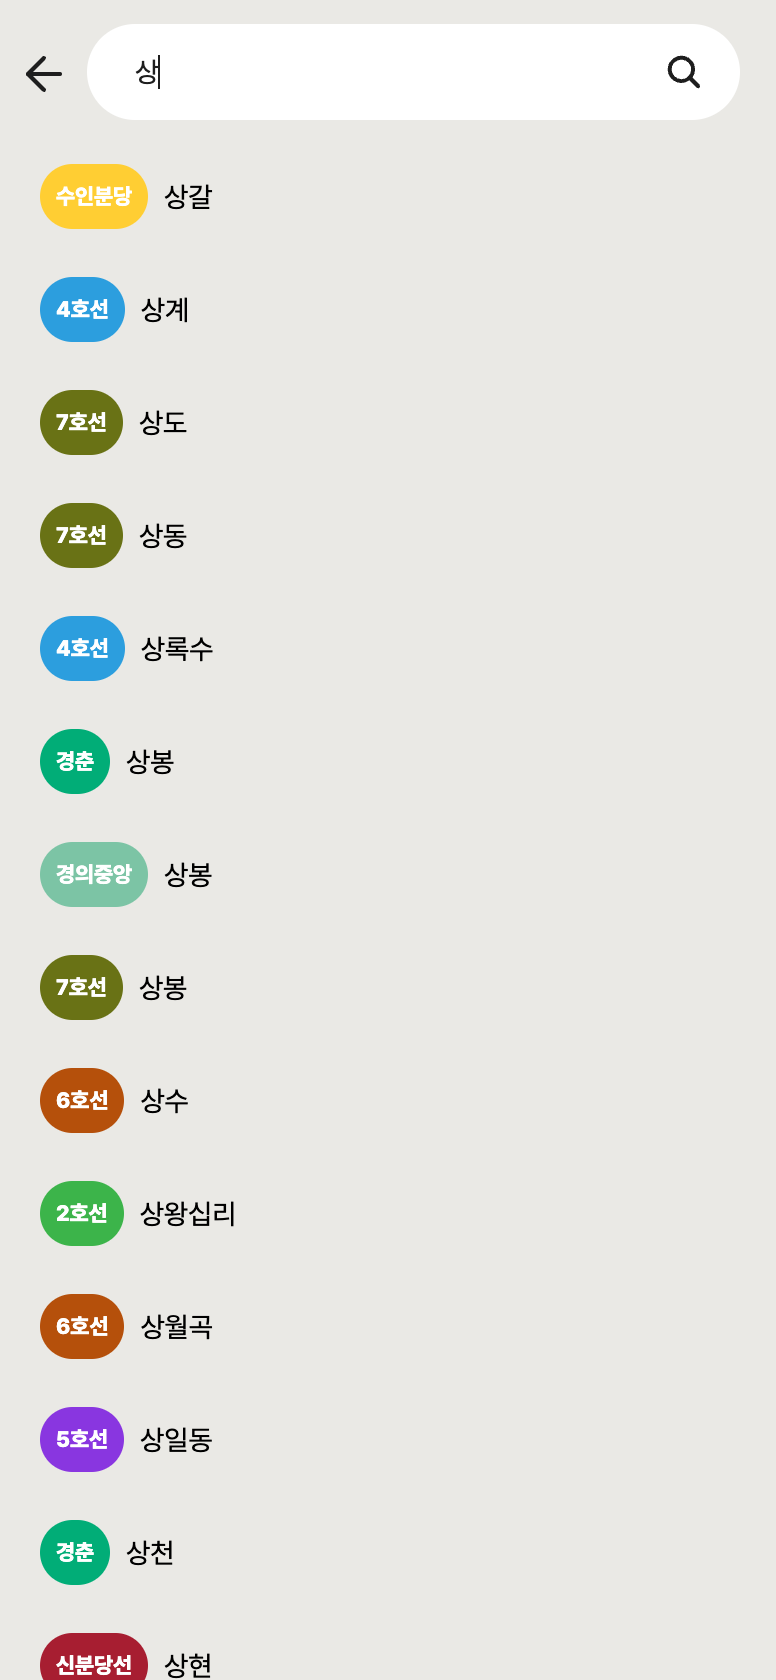 상
수인분당 상갈
4호선 상계
7호선 상도
7호선 상동
4호선 상록수
경춘 상봉
경의중앙 상봉
7호선 상봉
6호선 상수
2호선 상왕십리
6호선 상월곡
5호선 상일동
경춘 상천
신분당선 상현